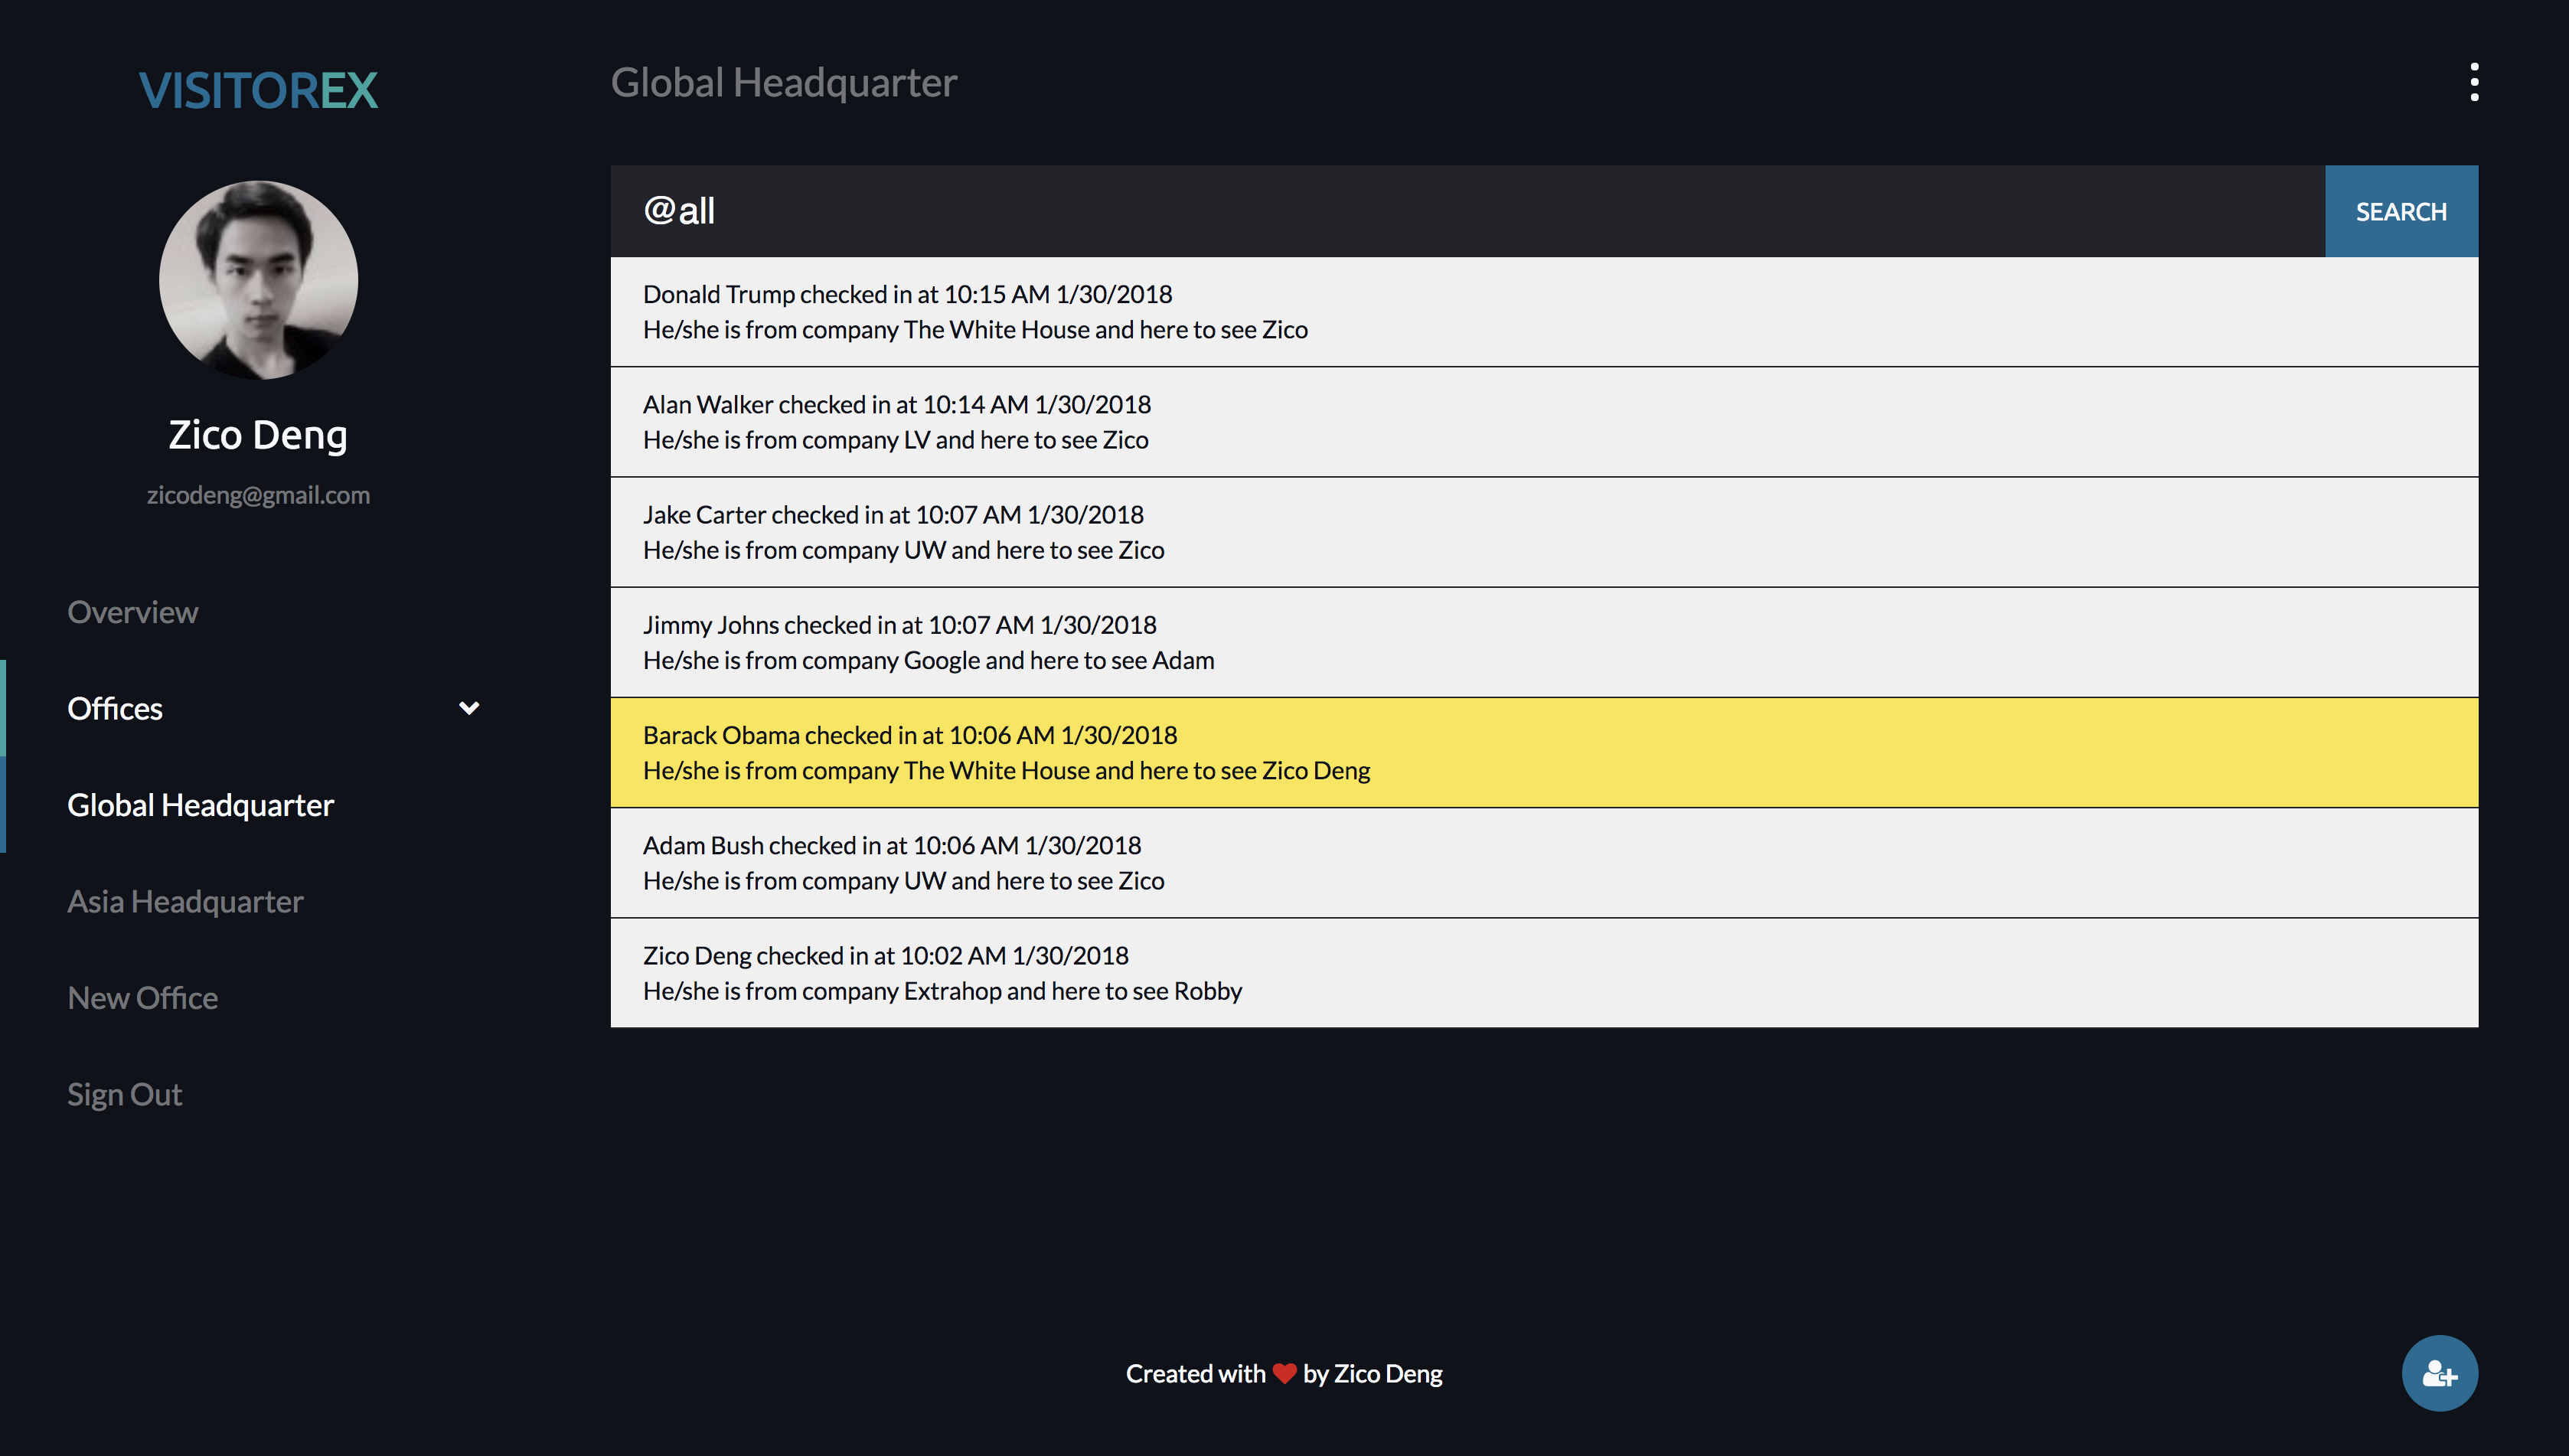 VISITOREX
Zico Deng
zicodeng@gmail.com
Overview
Offices
Global Headquarter
Asia Headquarter
New Office
Sign Out
Global Headquarter
@all
SEARCH
Donald Trump checked in at 10:15 AM 1/30/2018
He/she is from company The White House and here to see Zico
Alan Walker checked in at 10:14 AM 1/30/2018
He/she is from company LV and here to see Zico
Jake Carter checked in at 10:07 AM 1/30/2018
He/she is from company UW and here to see Zico
Jimmy Johns checked in at 10:07 AM 1/30/2018
He/she is from company Google and here to see Adam
Barack Obama checked in at 10:06 AM 1/30/2018
He/she is from company The White House and here to see Zico Deng
Adam Bush checked in at 10:06 AM 1/30/2018
He/she is from company UW and here to see Zico
Zico Deng checked in at 10:02 AM 1/30/2018
He/she is from company Extrahop and here to see Robby
Created with ❤ by Zico Deng